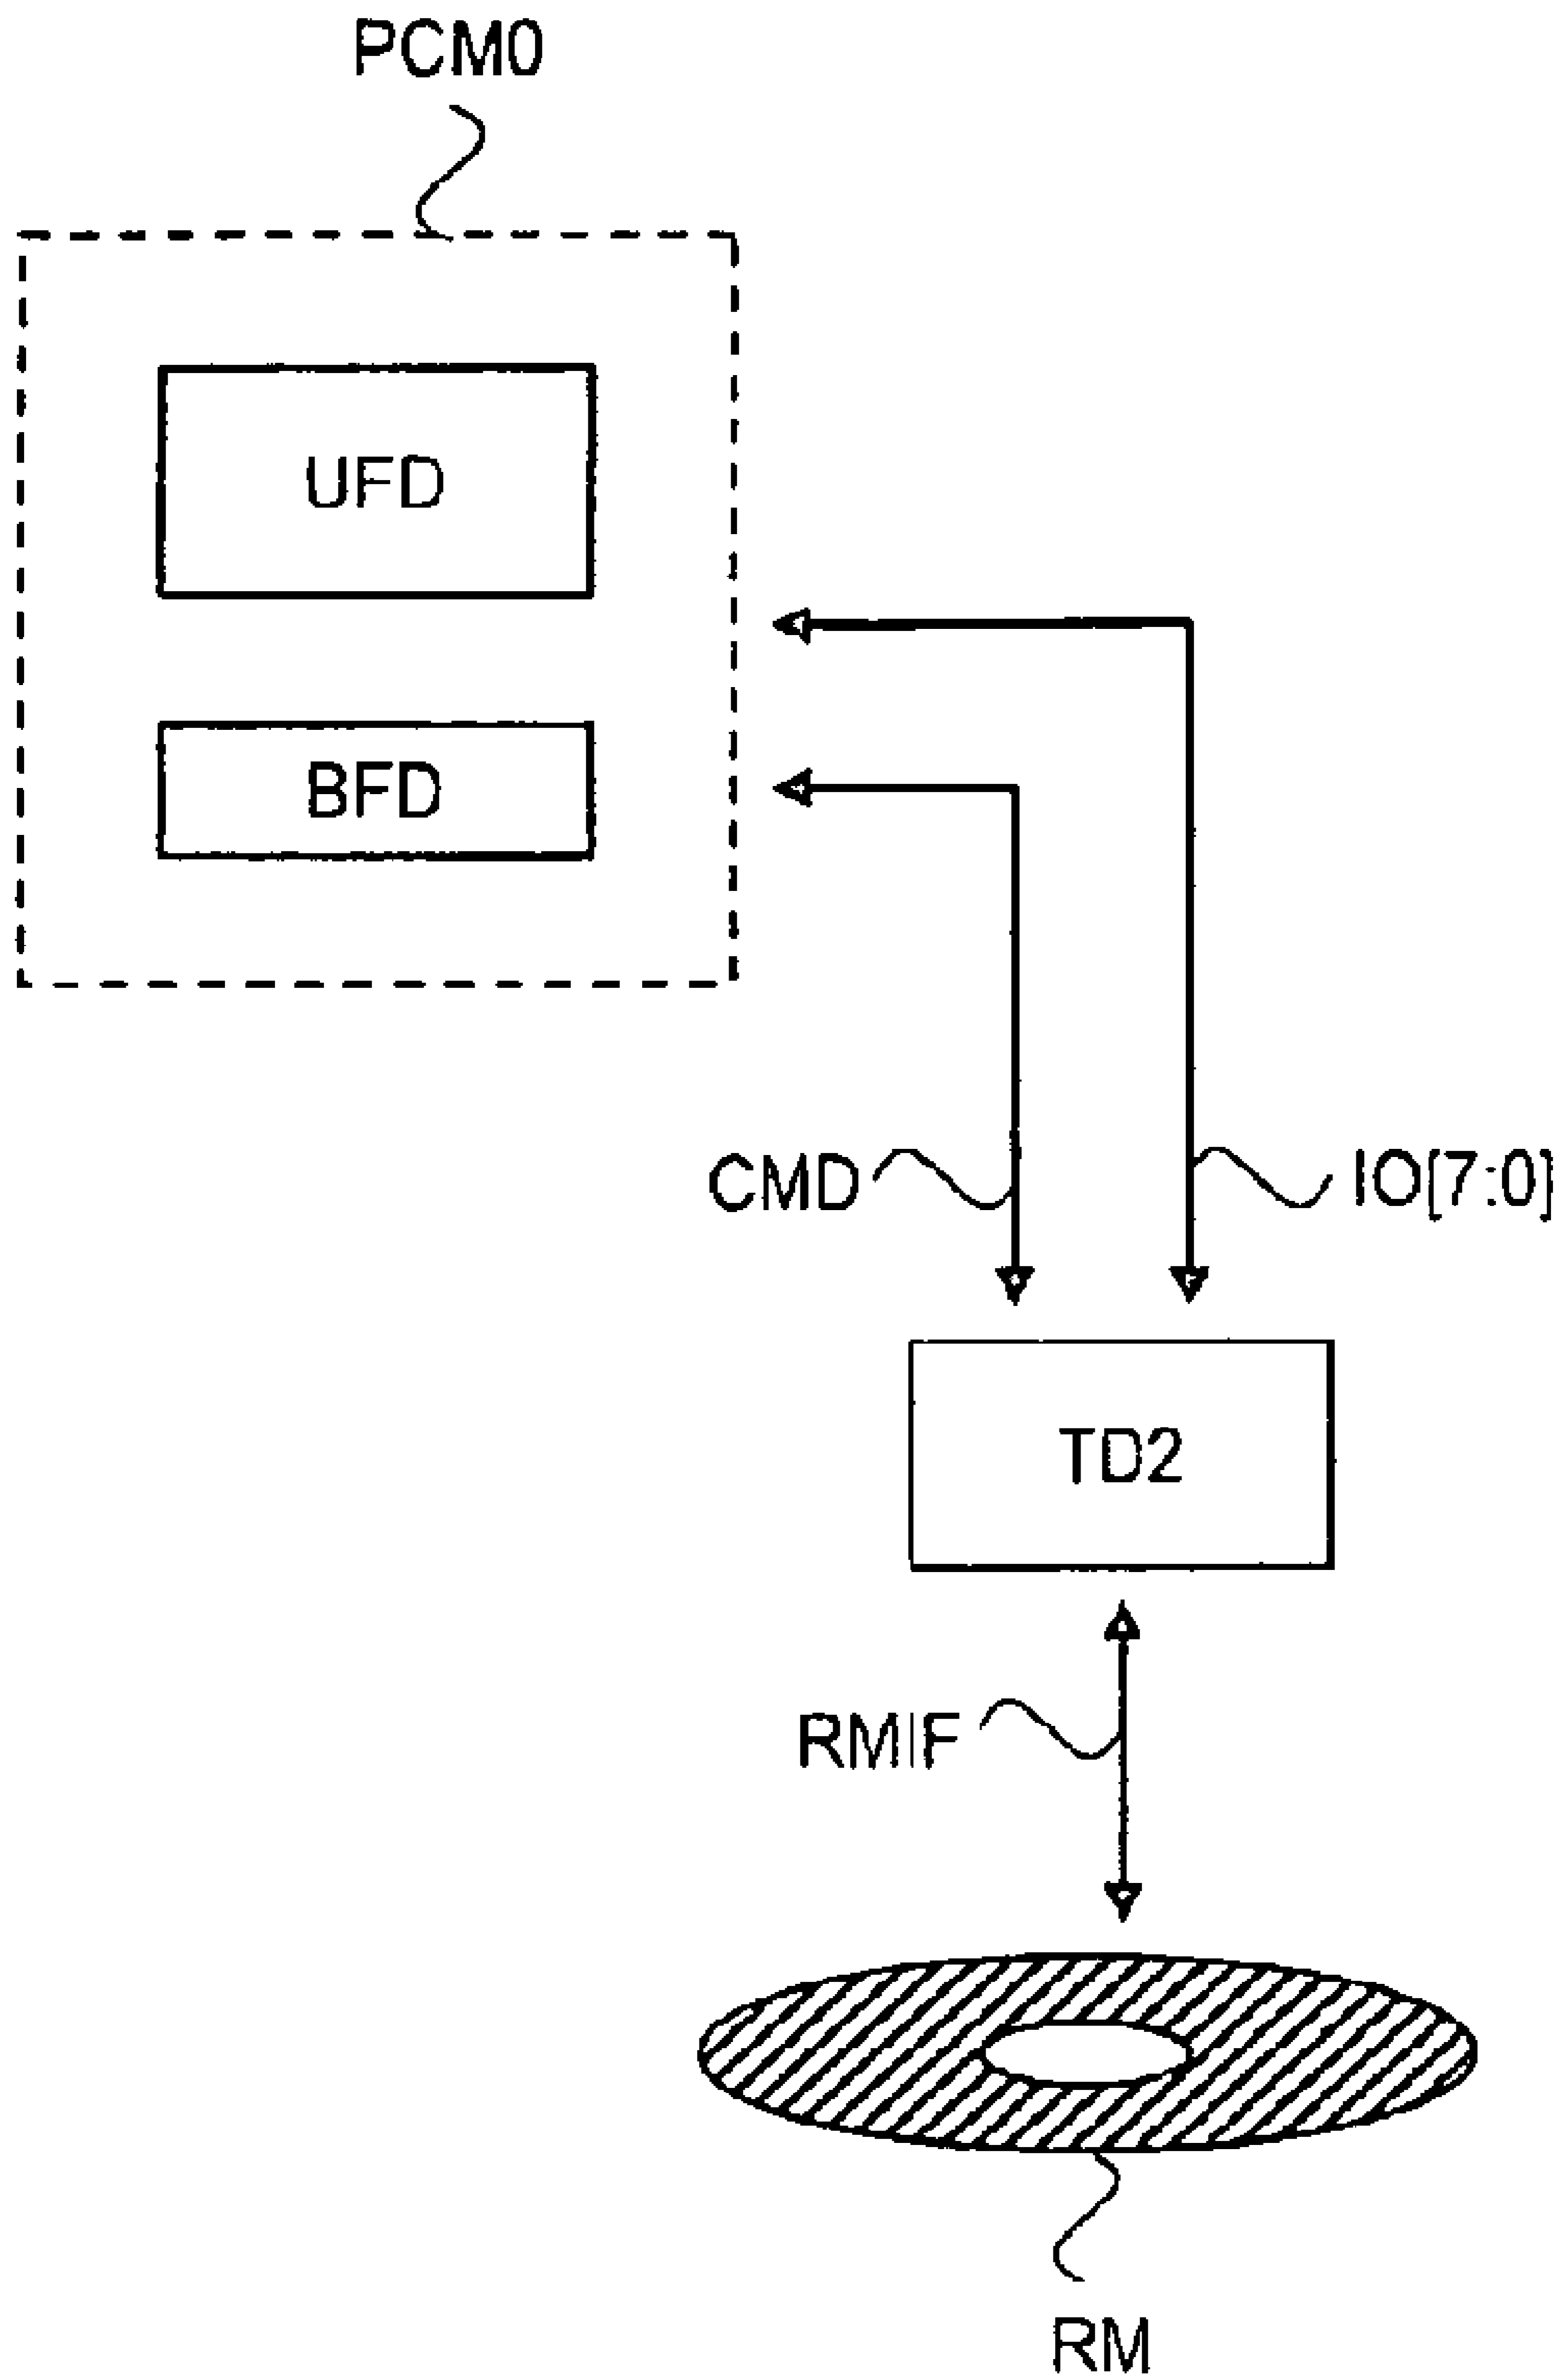 PCM0
UFD
BFD
CMD
IO[7:0]
TD2
RMIF
RM